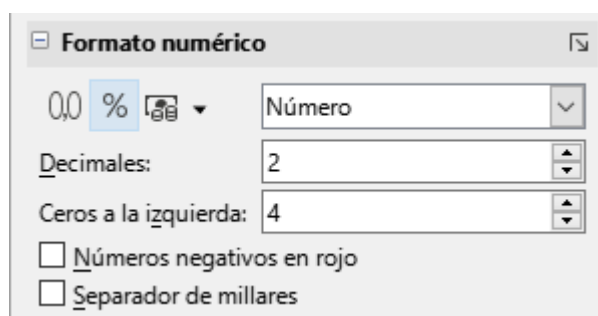 Formato numérico
0,0 % Número
Decimales: 2
Ceros a la izquierda: 4
Números negativos en rojo
Separador de millares